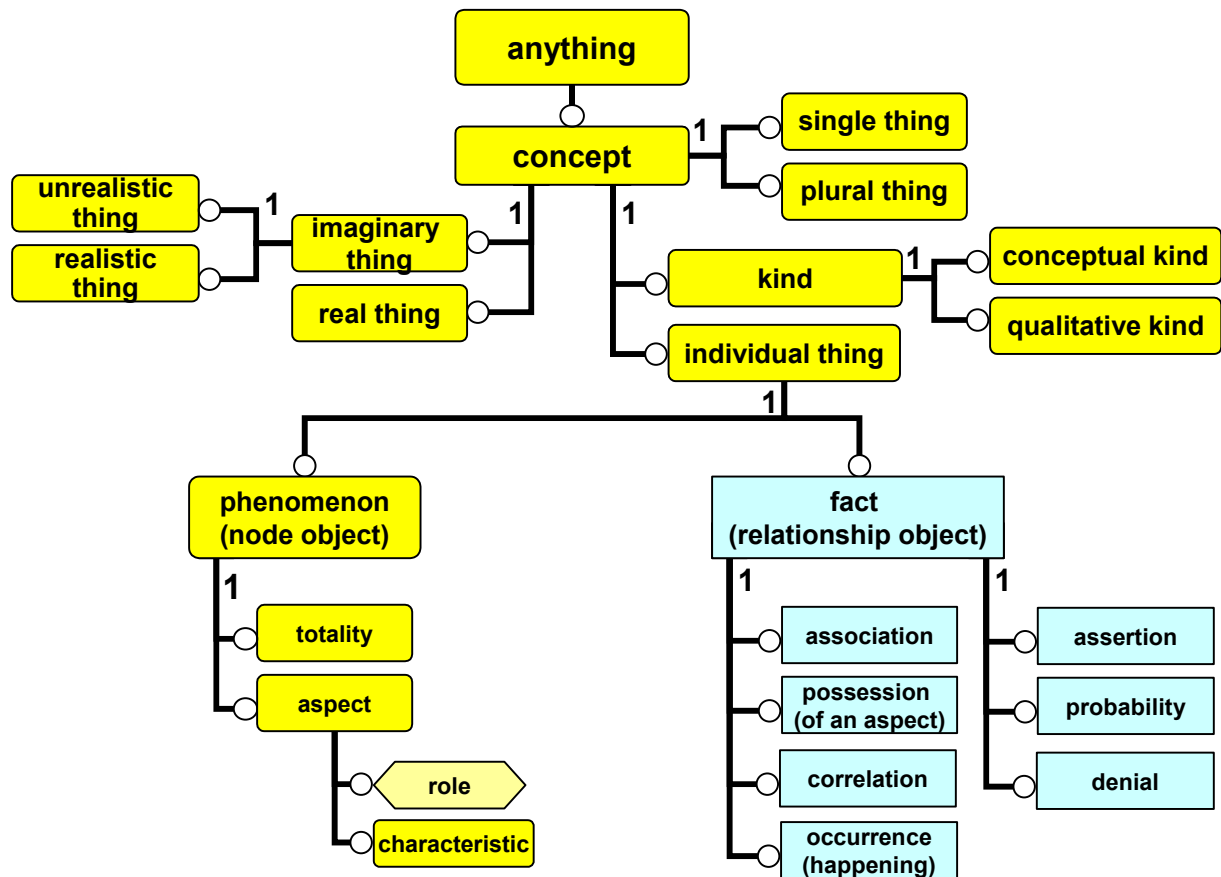 anything
1
single thing
concept
plural thing
unrealistic
thing
1
realistic
thing
imaginary
thing
1
1
real thing
kind
1
conceptual kind
qualitative kind
individual thing
1
phenomenon
(node object)
fact
(relationship object)
1
totality
aspect
role
characteristic
1
association
possession
(of an aspect)
correlation
occurrence
(happening)
1
assertion
probability
denial